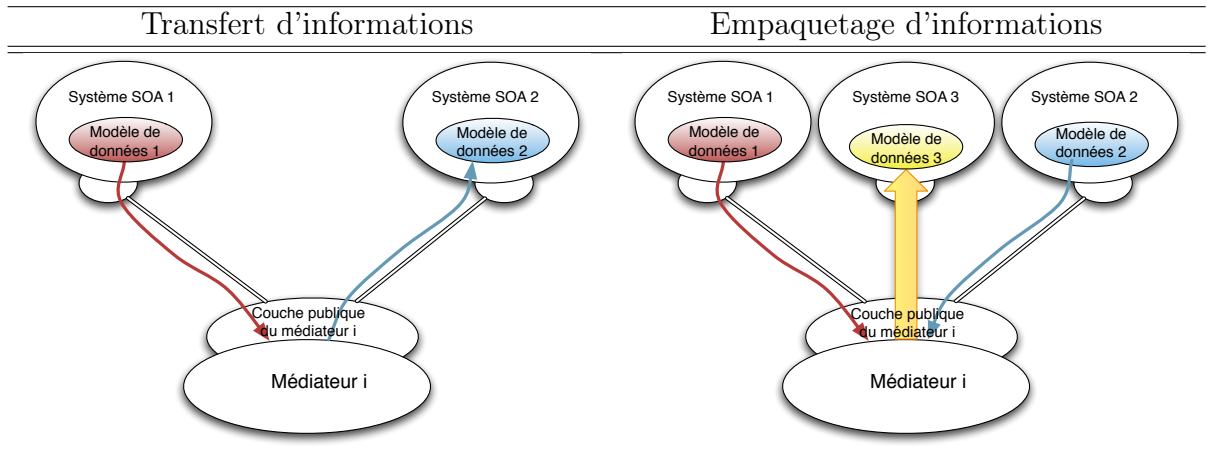 Transfert d'informations
Empaquetage d'informations
Système SOA 1
Modèle de
données 1
Système SOA 2
Modèle de
données 2
Couche publique
du médiateur i
Médiateur i
Système SOA 1
Modèle de
données 1
Système SOA 3
Modèle de
données 3
Système SOA 2
Modèle de
données 2
Couche publique
du médiateur i
Médiateur i